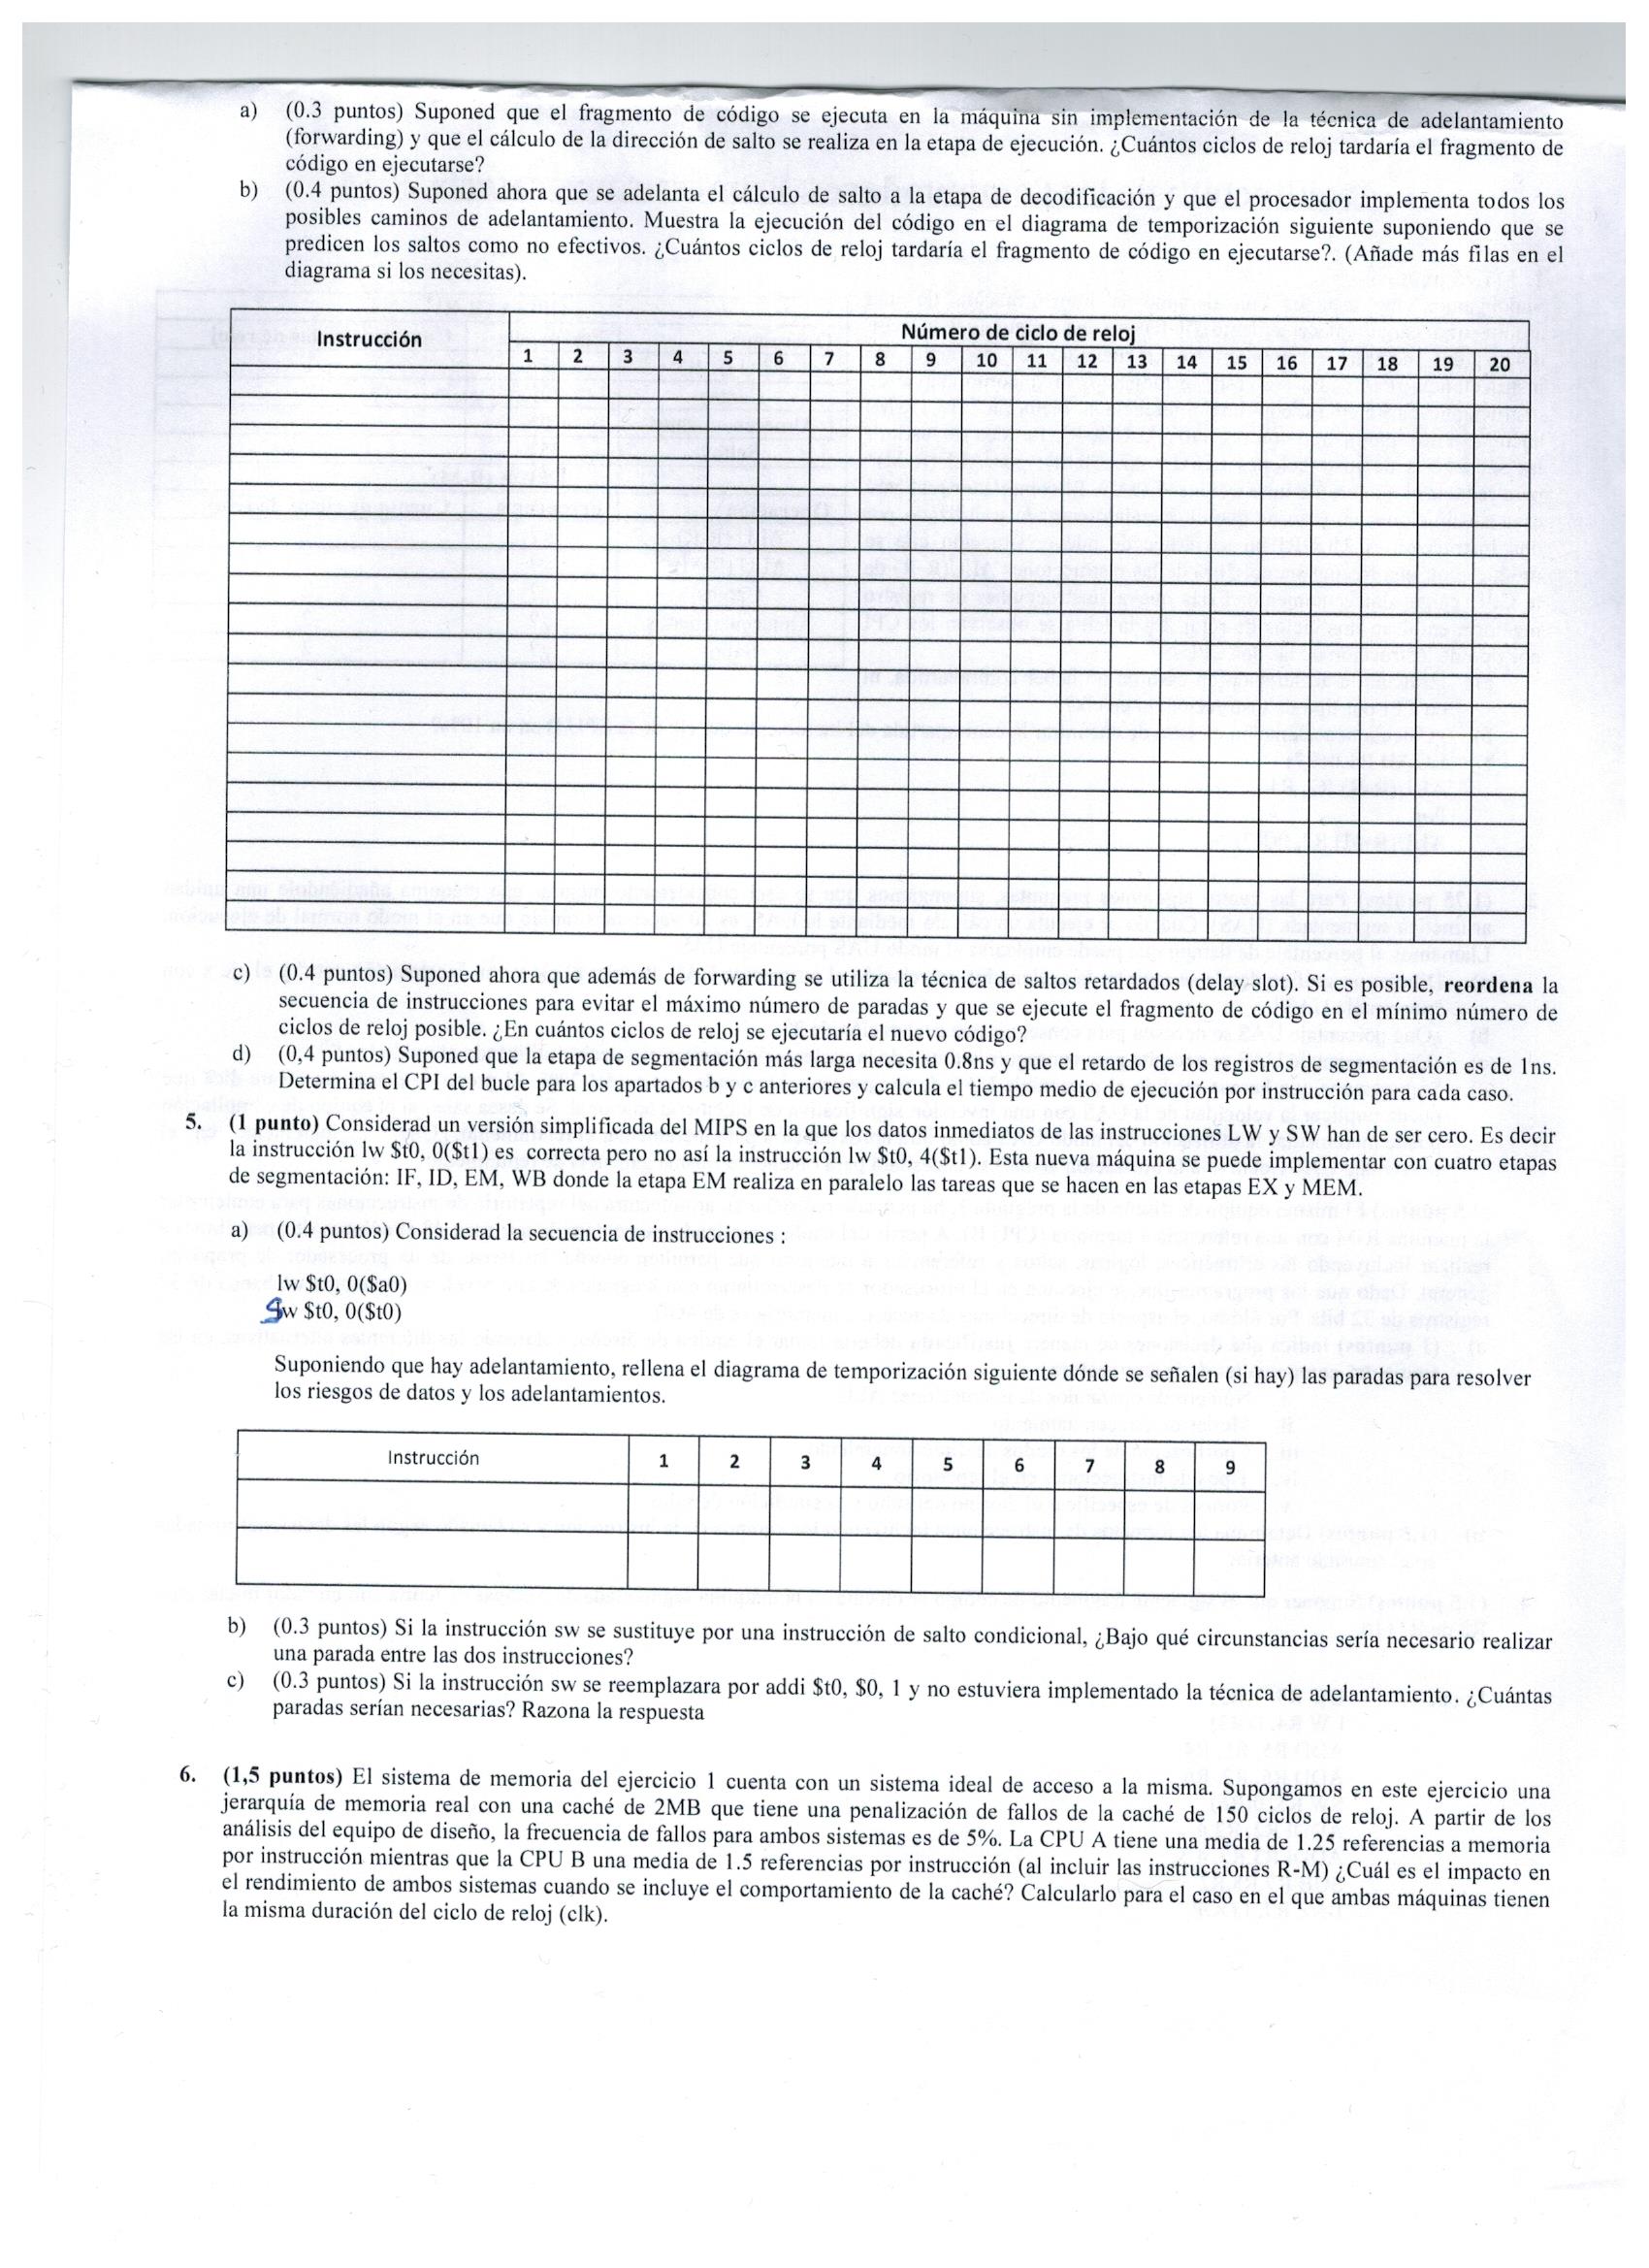 a) (0.3 puntos) Suponed que el fragmento de código se ejecuta en la máquina sin implementación de la técnica de adelantamiento
(forwarding) y que el cálculo de la dirección de salto se realiza en la etapa de ejecución. ¿Cuántos ciclos de reloj tardaría el fragmento de
código en ejecutarse?
b) (0.4 puntos) Suponed ahora que se adelanta el cálculo de salto a la etapa de decodificación y que el procesador implementa todos los
posibles caminos de adelantamiento. Muestra la ejecución del código en el diagrama de temporización siguiente suponiendo que se
predicen los saltos como no efectivos. ¿Cuántos ciclos de reloj tardaría el fragmento de código en ejecutarse?. (Añade más filas en el
diagrama si los necesitas).
Instrucción Número de ciclo de reloj
1 2 3 4 5 6 7 8 9 10 11 12 13 14 15 16 17 18 19 20
c) (0.4 puntos) Suponed ahora que además de forwarding se utiliza la técnica de saltos retardados (delay slot). Si es posible, reordena la
secuencia de instrucciones para evitar el máximo número de paradas y que se ejecute el fragmento de código en el mínimo número de
ciclos de reloj posible. ¿En cuántos ciclos de reloj se ejecutaría el nuevo código?
d) (0,4 puntos) Suponed que la etapa de segmentación más larga necesita 0.8ns y que el retardo de los registros de segmentación es de 1ns.
Determina el CPI del bucle para los apartados b y c anteriores y calcula el tiempo medio de ejecución por instrucción para cada caso.
5. (1 punto) Considerad un versión simplificada del MIPS en la que los datos inmediatos de las instrucciones LW y SW han de ser cero. Es decir
la instrucción lw $t0, 0($t1) es correcta pero no así la instrucción lw $t0, 4($t1). Esta nueva máquina se puede implementar con cuatro etapas
de segmentación: IF, ID, EM, WB donde la etapa EM realiza en paralelo las tareas que se hacen en las etapas EX y MEM.
a) (0.4 puntos) Considerad la secuencia de instrucciones :
lw $t0, 0($a0)
Sw $t0, 0($t0)
Suponiendo que hay adelantamiento, rellena el diagrama de temporización siguiente dónde se señalen (si hay) las paradas para resolver
los riesgos de datos y los adelantamientos.
Instrucción 1 2 3 4 5 6 7 8 9
b) (0.3 puntos) Si la instrucción sw se sustituye por una instrucción de salto condicional, ¿Bajo qué circunstancias sería necesario realizar
una parada entre las dos instrucciones?
c) (0.3 puntos) Si la instrucción sw se reemplazara por addi $t0, $0, 1 y no estuviera implementado la técnica de adelantamiento. ¿Cuántas
paradas serían necesarias? Razona la respuesta
6. (1,5 puntos) El sistema de memoria del ejercicio 1 cuenta con un sistema ideal de acceso a la misma. Supongamos en este ejercicio una
jerarquía de memoria real con una caché de 2MB que tiene una penalización de fallos de la caché de 150 ciclos de reloj. A partir de los
análisis del equipo de diseño, la frecuencia de fallos para ambos sistemas es de 5%. La CPU A tiene una media de 1.25 referencias a memoria
por instrucción mientras que la CPU B una media de 1.5 referencias por instrucción (al incluir las instrucciones R-M) ¿Cuál es el impacto en
el rendimiento de ambos sistemas cuando se incluye el comportamiento de la caché? Calcularlo para el caso en el que ambas máquinas tienen
la misma duración del ciclo de reloj (clk).